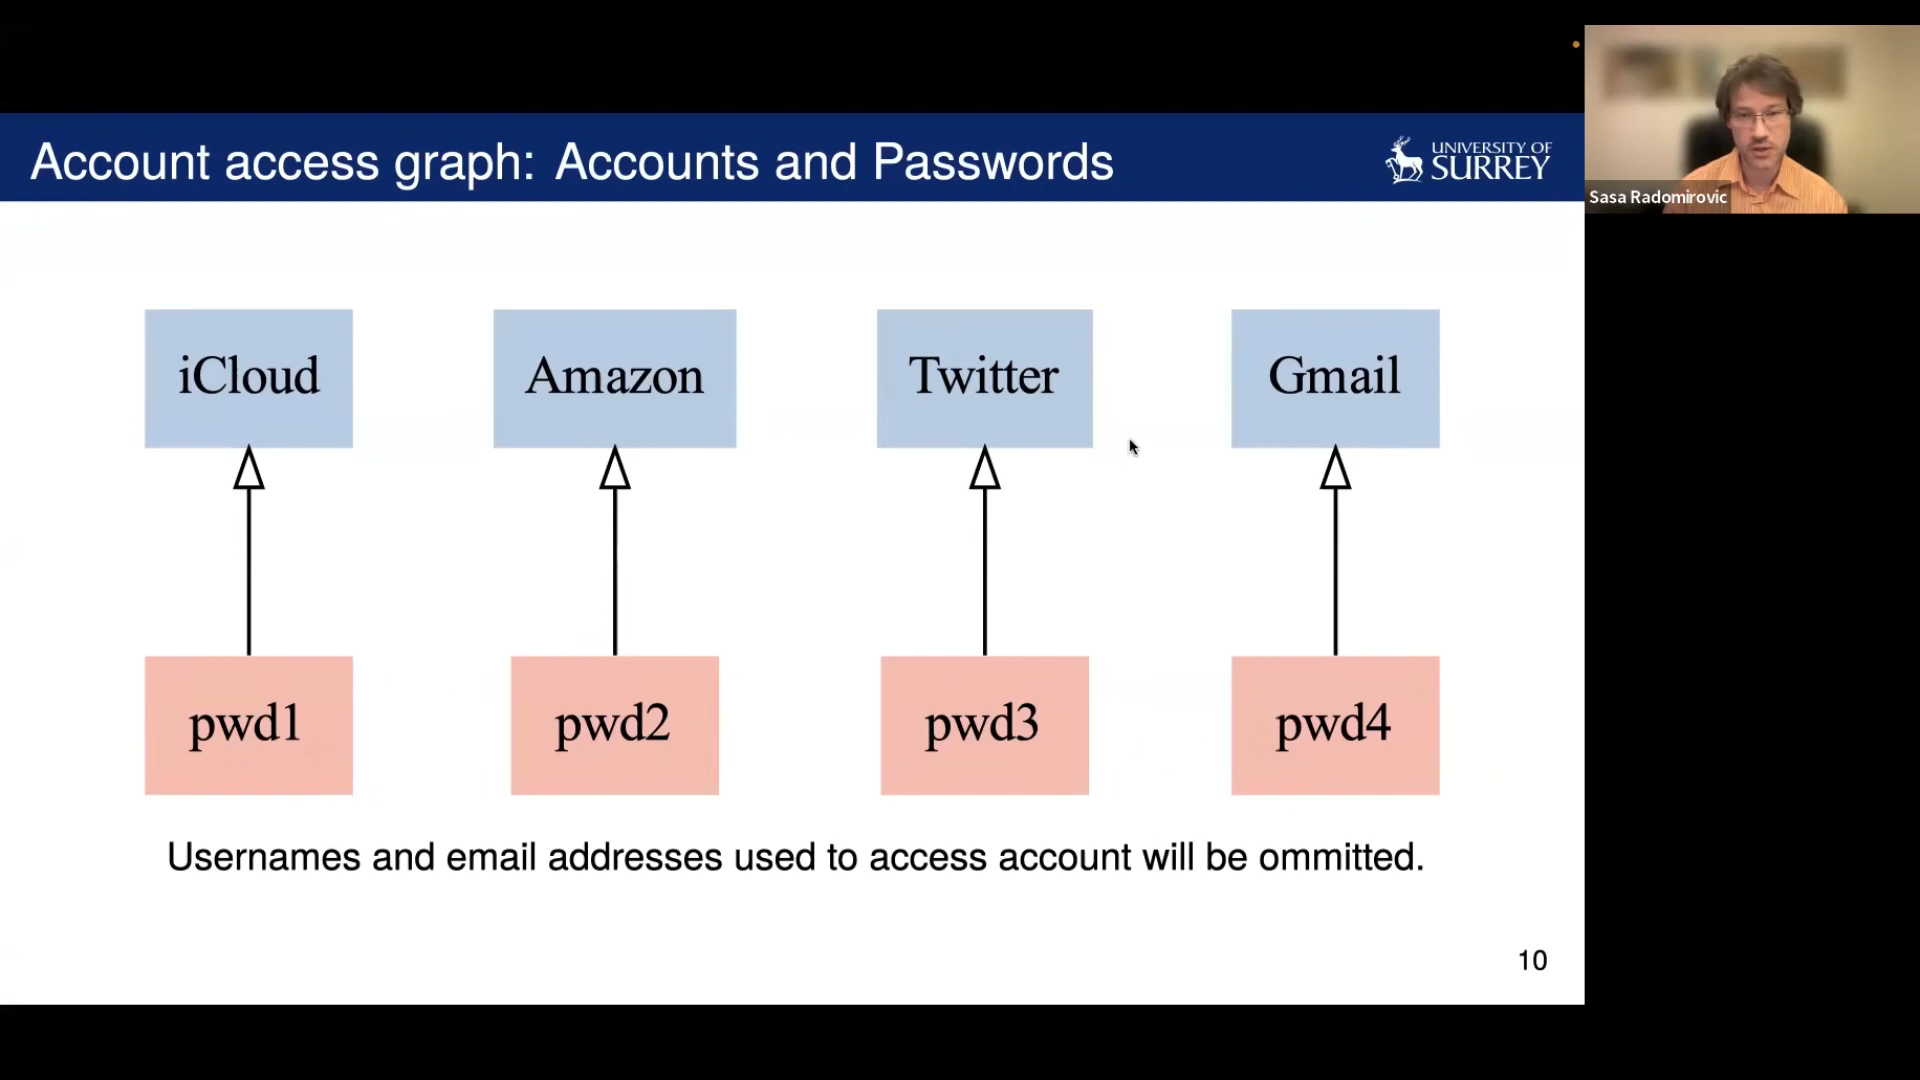 Account access graph: Accounts and Passwords
UNIVERSITY OF
SURREY
Sasa Radomirovic
iCloud
Amazon
Twitter
Gmail
pwd1
pwd2
pwd3
pwd4
Usernames and email addresses used to access account will be ommitted.
10